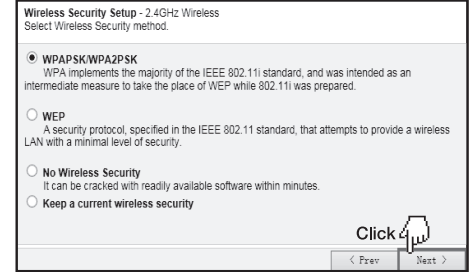 Wireless Security Setup - 2.4GHz Wireless
Select Wireless Security method.
WPAPSK/WPA2PSK
WPA implements the majority of the IEEE 802.11i standard, and was intended as an
intermediate measure to take the place of WEP while 802.11i was prepared.
WEP
A security protocol, specified in the IEEE 802.11 standard, that attempts to provide a wireless
LAN with a minimal level of security.
No Wireless Security
It can be cracked with readily available software within minutes.
Keep a current wireless security
Click
< Prev
Next >